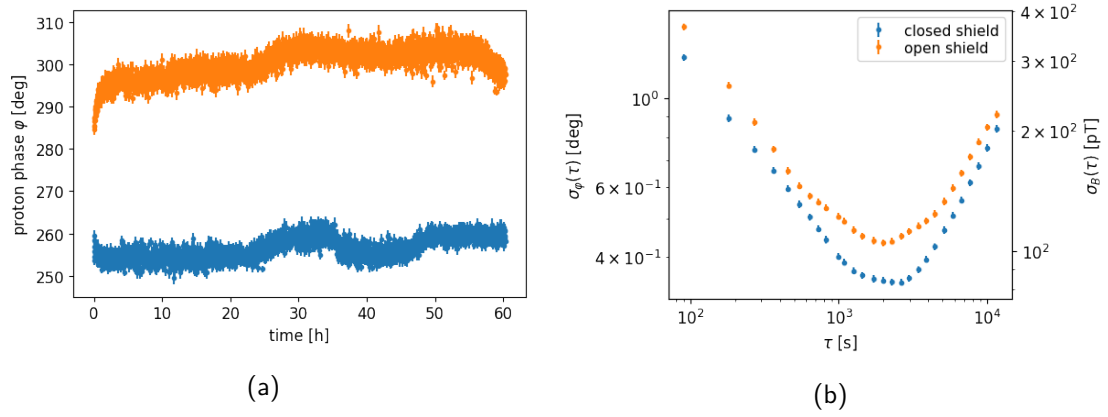 310
300
290
280
270
260
250
proton phase φ [deg]
0
10
20
30
40
50
60
time [h]
(a)
10⁰
6 × 10⁻¹
4 × 10⁻¹
σφ(τ) [deg]
closed shield
open shield
4 × 10²
3 × 10²
2 × 10²
10²
σB(τ) [pT]
10²
10³
10⁴
τ [s]
(b)